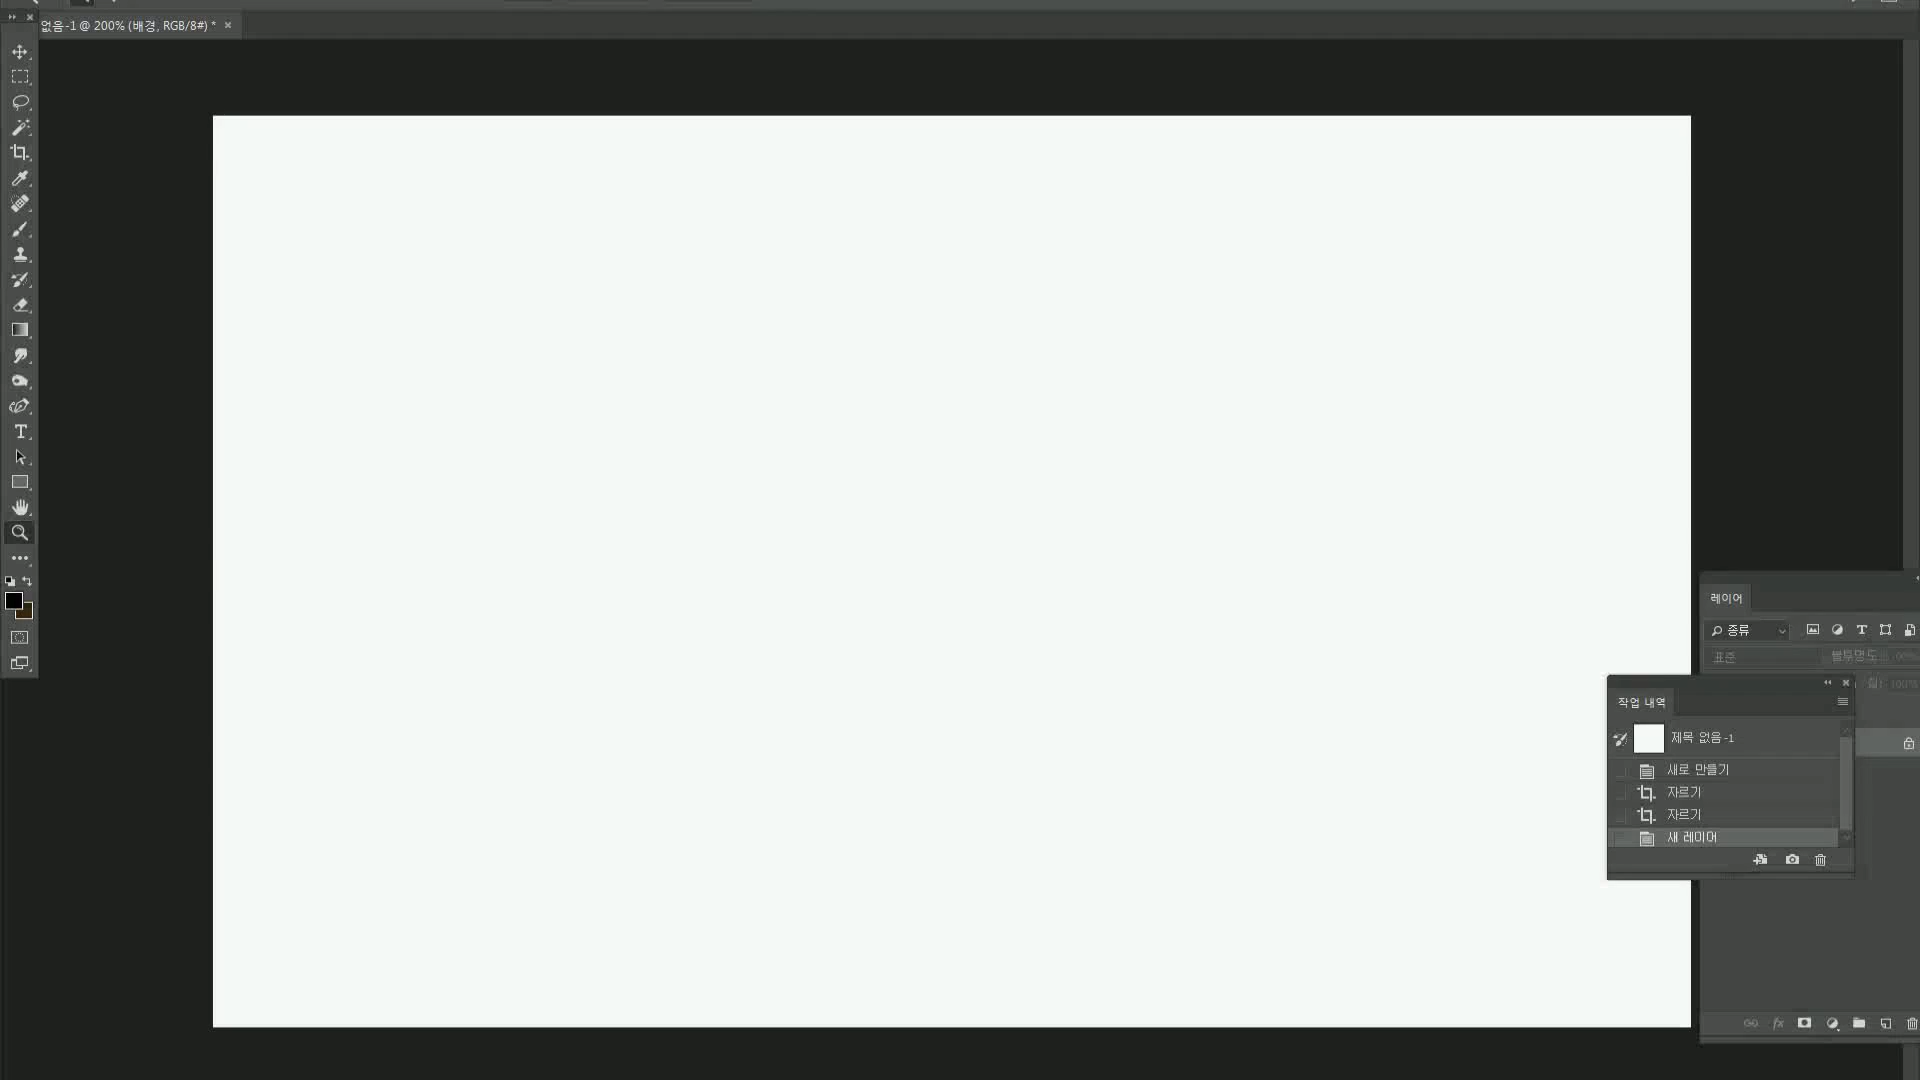 없음-1 @ 200% (배경, RGB/8#) *
레이어
종류
표준
불투명도
칠: 100%
작업 내역
제목 없음-1
새로 만들기
자르기
자르기
새 레이어